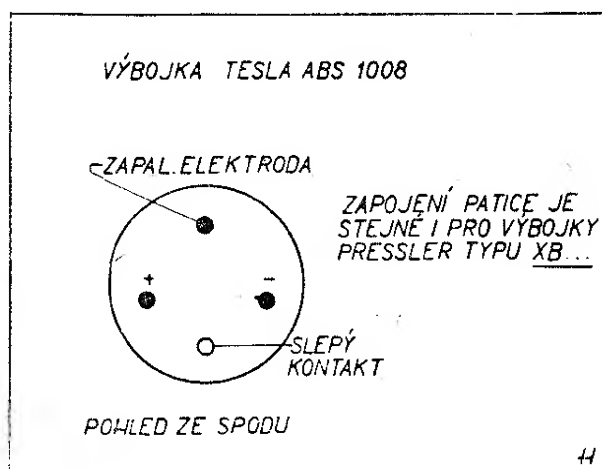 VÝBOJKA TESLA ABS 1008
ZAPAL. ELEKTRODA
ZAPOJENÍ PATICE JE
STEJNÉ I PRO VÝBOJKY
PRESSLER TYPU XB...
+ −
SLEPÝ
KONTAKT
POHLED ZE SPODU
11